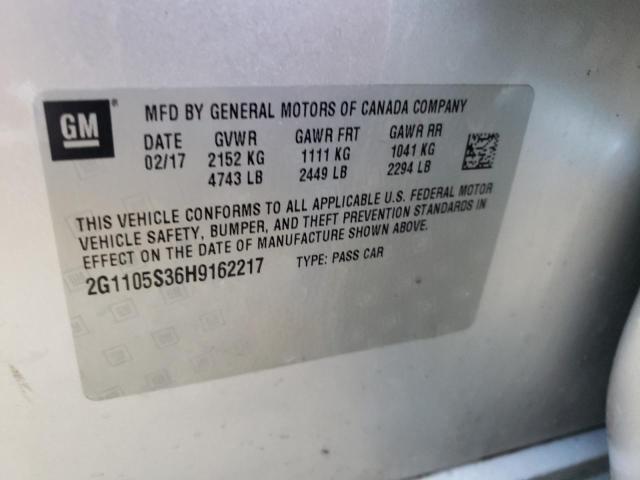 GM
MFD BY GENERAL MOTORS OF CANADA COMPANY
DATE GVWR GAWR FRT GAWR RR
02/17 2152 KG 1111 KG 1041 KG
4743 LB 2449 LB 2294 LB
THIS VEHICLE CONFORMS TO ALL APPLICABLE U.S. FEDERAL MOTOR
VEHICLE SAFETY, BUMPER, AND THEFT PREVENTION STANDARDS IN
EFFECT ON THE DATE OF MANUFACTURE SHOWN ABOVE.
2G1105S36H9162217 TYPE: PASS CAR